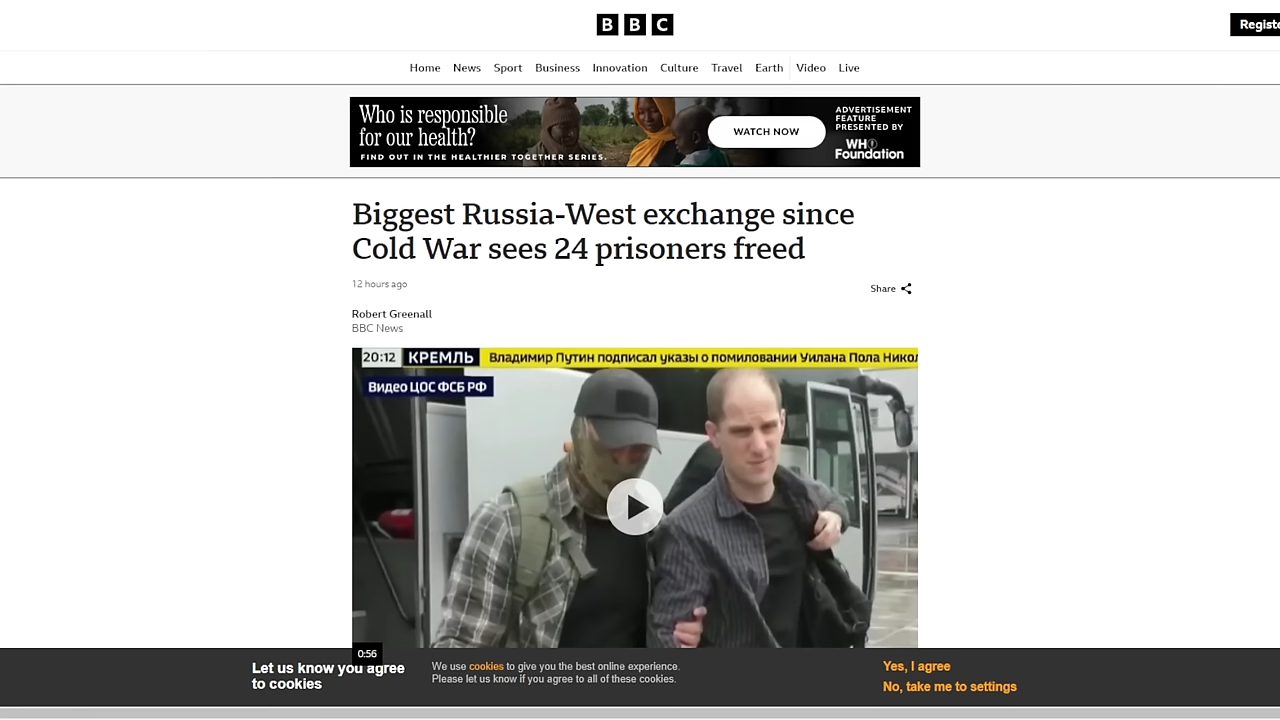 BBC
Registe
Home News Sport Business Innovation Culture Travel Earth Video Live
Who is responsible
for our health?
FIND OUT IN THE HEALTHIER TOGETHER SERIES.
WATCH NOW
ADVERTISEMENT
FEATURE
PRESENTED BY
WHO
Foundation
Biggest Russia-West exchange since
Cold War sees 24 prisoners freed
12 hours ago
Share
Robert Greenall
BBC News
20:12 КРЕМЛЬ Владимир Путин подписал указы о помиловании Уилана Пола Никол
Видео ЦОС ФСБ РФ
0:56
Let us know you agree
to cookies
We use cookies to give you the best online experience.
Please let us know if you agree to all of these cookies.
Yes, I agree
No, take me to settings